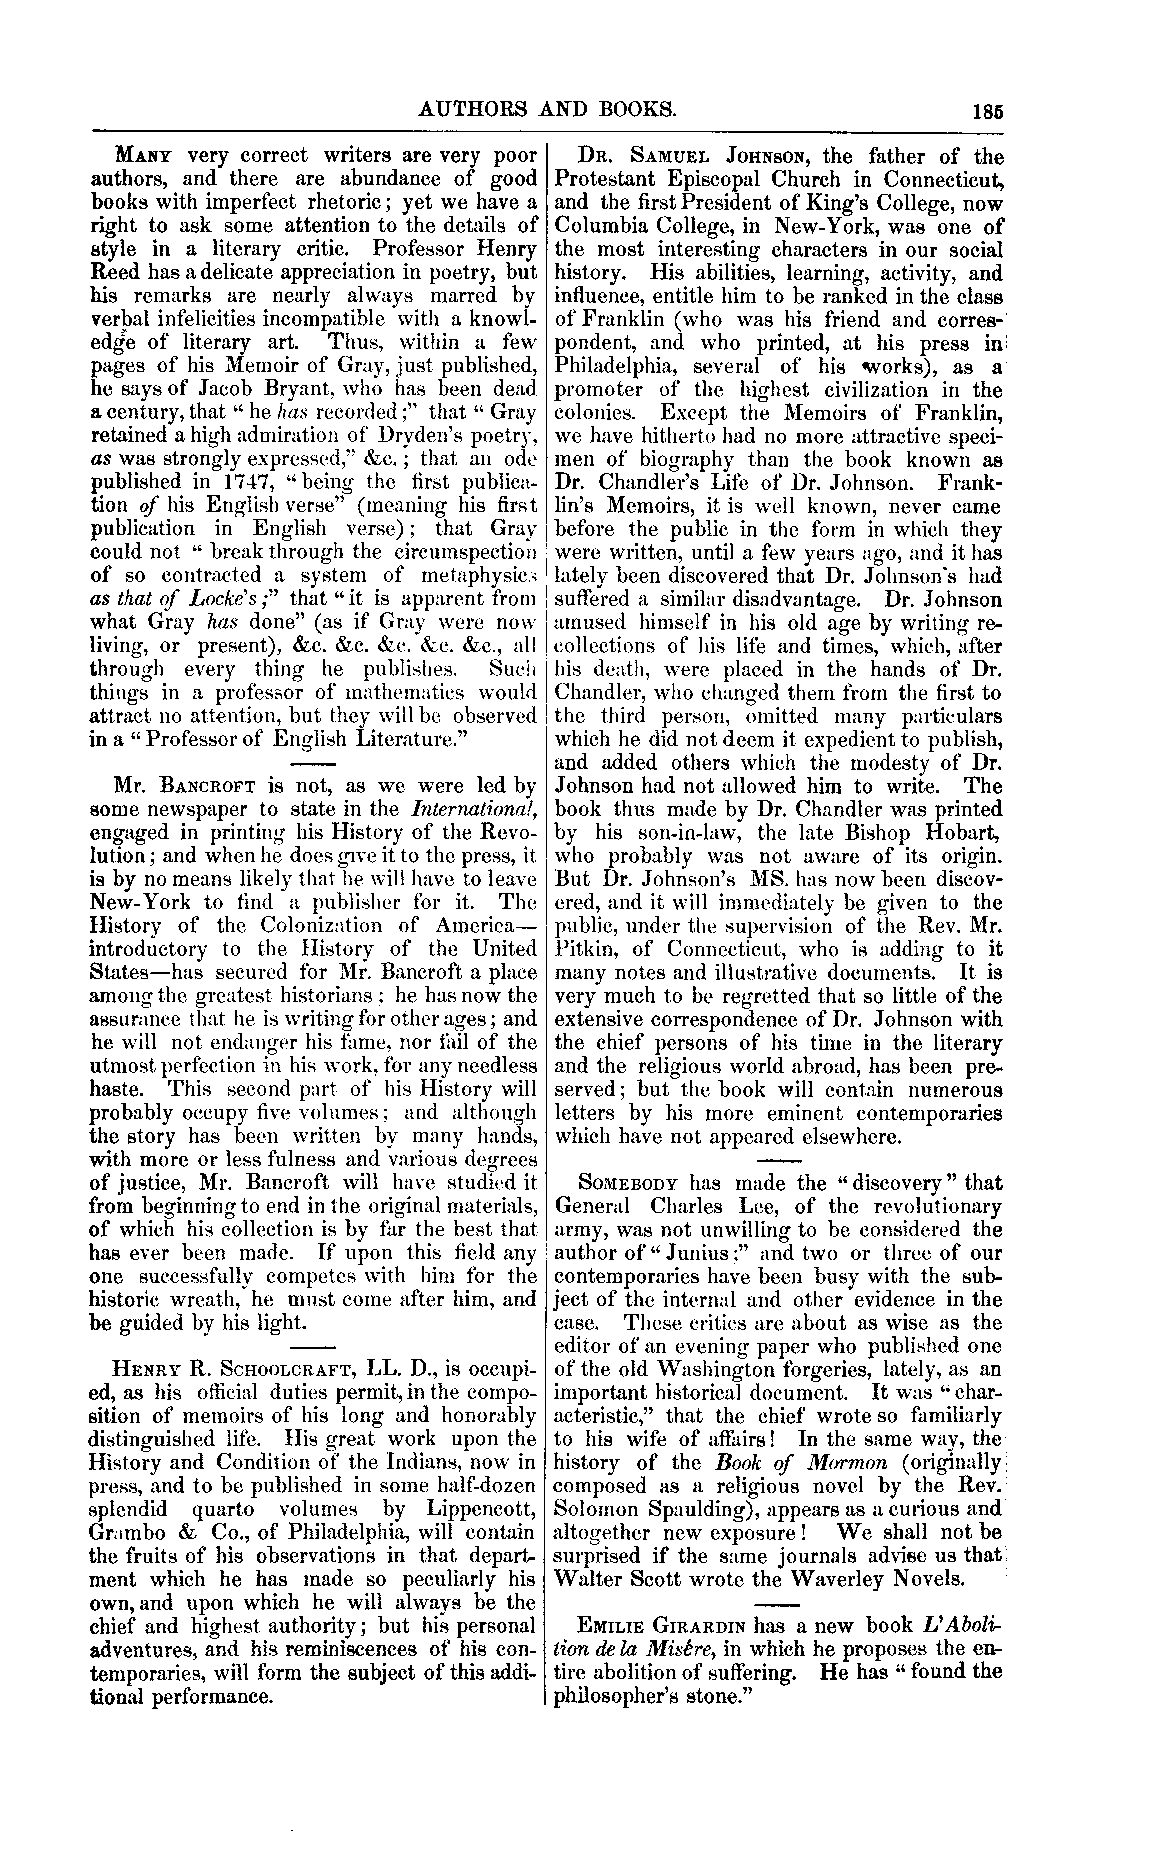 AUTHORS AND BOOKS. 185
MANY very correct writers are very poor
authors, and there are abundance of good
books with imperfect rhetoric; yet we have a
right to ask some attention to the details of
style in a literary critic. Professor Henry
Reed has a delicate appreciation in poetry, but
his remarks are nearly always marred by
verbal infelicities incompatible with a knowl-
edge of literary art. Thus, within a few
pages of his Memoir of Gray, just published,
he says of Jacob Bryant, who has been dead
a century, that “he has recorded;” that “Gray
retained a high admiration of Dryden's poetry,
as was strongly expressed,” &c.; that an ode
published in 1747, “being the first publica-
tion of his English verse” (meaning his first
publication in English verse); that Gray
could not “break through the circumspection
of so contracted a system of metaphysics
as that of Locke's;” that “it is apparent from
what Gray has done” (as if Gray were now
living, or present), &c. &c. &c. &c. &c., all
through every thing he publishes. Such
things in a professor of mathematics would
attract no attention, but they will be observed
in a “Professor of English Literature.”
Mr. BANCROFT is not, as we were led by
some newspaper to state in the International,
engaged in printing his History of the Revo-
lution; and when he does give it to the press, it
is by no means likely that he will have to leave
New-York to find a publisher for it. The
History of the Colonization of America—
introductory to the History of the United
States—has secured for Mr. Bancroft a place
among the greatest historians; he has now the
assurance that he is writing for other ages; and
he will not endanger his fame, nor fail of the
utmost perfection in his work, for any needless
haste. This second part of his History will
probably occupy five volumes; and although
the story has been written by many hands,
with more or less fulness and various degrees
of justice, Mr. Bancroft will have studied it
from beginning to end in the original materials,
of which his collection is by far the best that
has ever been made. If upon this field any
one successfully competes with him for the
historic wreath, he must come after him, and
be guided by his light.
HENRY R. SCHOOLCRAFT, LL. D., is occupi-
ed, as his official duties permit, in the compo-
sition of memoirs of his long and honorably
distinguished life. His great work upon the
History and Condition of the Indians, now in
press, and to be published in some half-dozen
splendid quarto volumes by Lippencott,
Grambo & Co., of Philadelphia, will contain
the fruits of his observations in that depart-
ment which he has made so peculiarly his
own, and upon which he will always be the
chief and highest authority; but his personal
adventures, and his reminiscences of his con-
temporaries, will form the subject of this addi-
tional performance.
DR. SAMUEL JOHNSON, the father of the
Protestant Episcopal Church in Connecticut,
and the first President of King's College, now
Columbia College, in New-York, was one of
the most interesting characters in our social
history. His abilities, learning, activity, and
influence, entitle him to be ranked in the class
of Franklin (who was his friend and corres-
pondent, and who printed, at his press in
Philadelphia, several of his works), as a
promoter of the highest civilization in the
colonies. Except the Memoirs of Franklin,
we have hitherto had no more attractive speci-
men of biography than the book known as
Dr. Chandler's Life of Dr. Johnson. Frank-
lin's Memoirs, it is well known, never came
before the public in the form in which they
were written, until a few years ago, and it has
lately been discovered that Dr. Johnson's had
suffered a similar disadvantage. Dr. Johnson
amused himself in his old age by writing re-
collections of his life and times, which, after
his death, were placed in the hands of Dr.
Chandler, who changed them from the first to
the third person, omitted many particulars
which he did not deem it expedient to publish,
and added others which the modesty of Dr.
Johnson had not allowed him to write. The
book thus made by Dr. Chandler was printed
by his son-in-law, the late Bishop Hobart,
who probably was not aware of its origin.
But Dr. Johnson's MS. has now been discov-
ered, and it will immediately be given to the
public, under the supervision of the Rev. Mr.
Pitkin, of Connecticut, who is adding to it
many notes and illustrative documents. It is
very much to be regretted that so little of the
extensive correspondence of Dr. Johnson with
the chief persons of his time in the literary
and the religious world abroad, has been pre-
served; but the book will contain numerous
letters by his more eminent contemporaries
which have not appeared elsewhere.
SOMEBODY has made the “discovery” that
General Charles Lee, of the revolutionary
army, was not unwilling to be considered the
author of “Junius;” and two or three of our
contemporaries have been busy with the sub-
ject of the internal and other evidence in the
case. These critics are about as wise as the
editor of an evening paper who published one
of the old Washington forgeries, lately, as an
important historical document. It was “char-
acteristic,” that the chief wrote so familiarly
to his wife of affairs! In the same way, the
history of the Book of Mormon (originally
composed as a religious novel by the Rev.
Solomon Spaulding), appears as a curious and
altogether new exposure! We shall not be
surprised if the same journals advise us that
Walter Scott wrote the Waverley Novels.
EMILIE GIRARDIN has a new book L'Aboli-
tion de la Misére, in which he proposes the en-
tire abolition of suffering. He has “found the
philosopher's stone.”